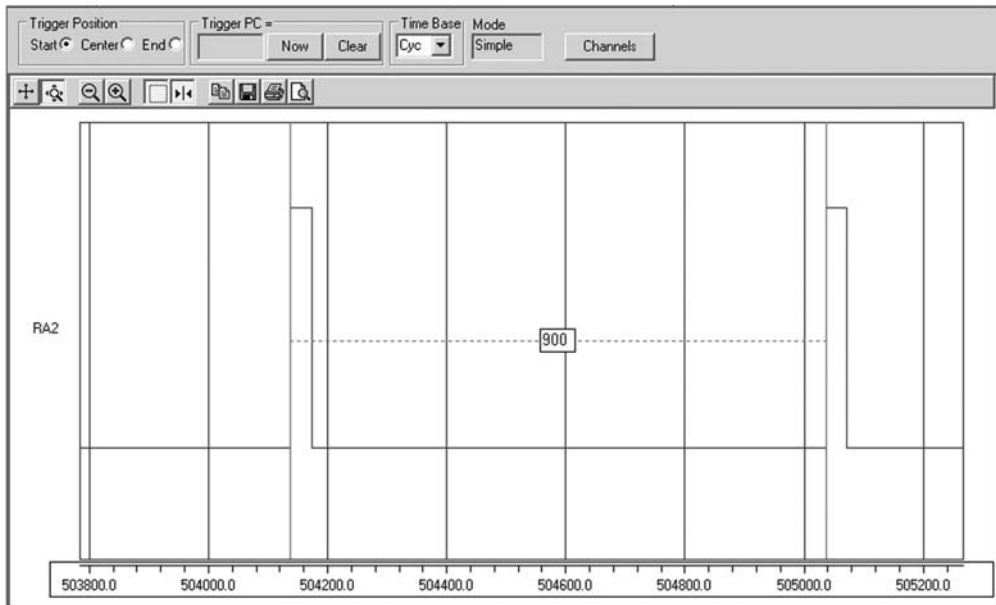 Trigger Position
Start Center End
Trigger PC =
Now Clear
Time Base
Cyc
Mode
Simple
Channels
RA2
900
503800.0 504000.0 504200.0 504400.0 504600.0 504800.0 505000.0 505200.0